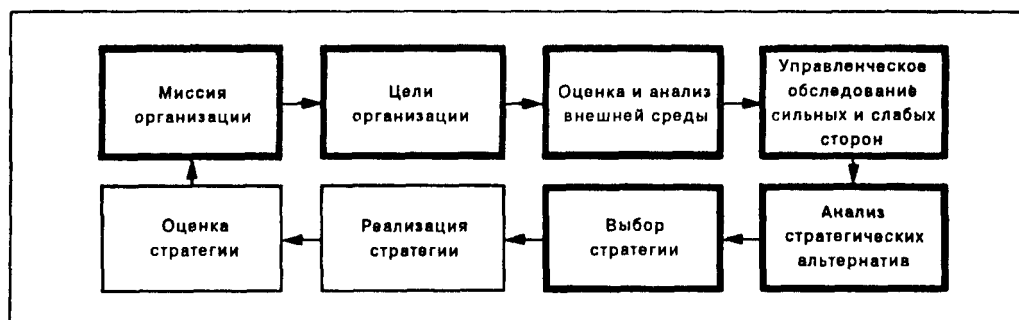 Миссия
организации
Цели
организации
Оценка и анализ
внешней среды
Управленческое
обследование
сильных и слабых
сторон
Анализ
стратегических
альтернатив
Выбор
стратегии
Реализация
стратегии
Оценка
стратегии